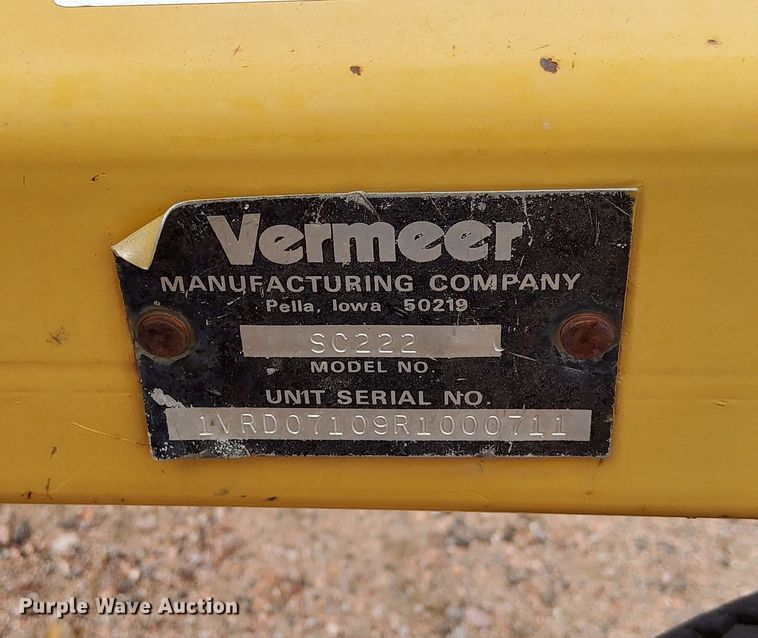 Vermeer
MANUFACTURING COMPANY
Pella, Iowa 50219
SC222
MODEL NO.
UNIT SERIAL NO.
1VRD07109R1000711
Purple Wave Auction